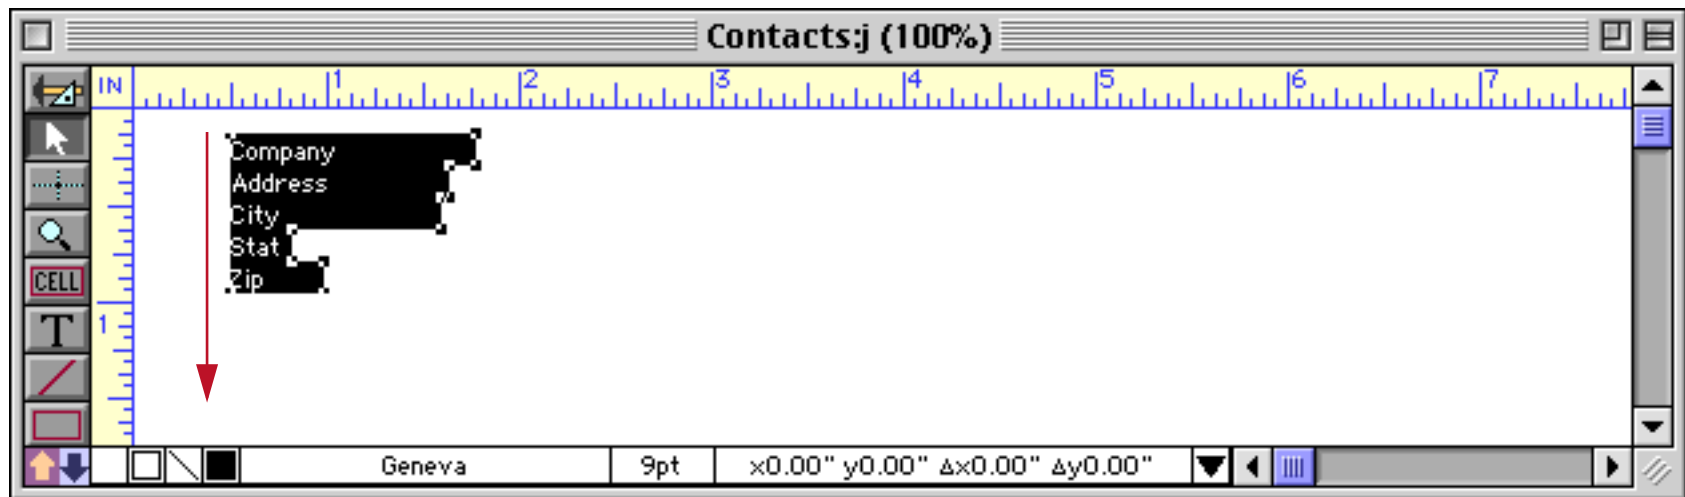 Contacts:j (100%)
IN 1 2 3 4 5 6 7
Company
Address
City
Stat
Zip
CELL
1
T
Geneva 9pt x0.00" y0.00" Δx0.00" Δy0.00"